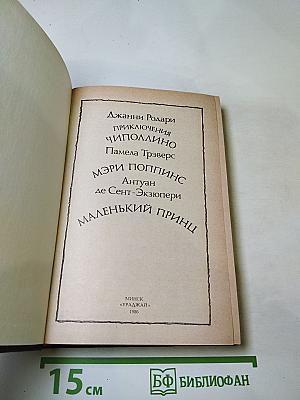 Джанни Родари
ПРИКЛЮЧЕНИЯ
ЧИПОЛЛИНО
Памела Трэверс
МЭРИ ПОППИНС
Антуан
де Сент-Экзюпери
МАЛЕНЬКИЙ ПРИНЦ
МИНСК
«УРАДЖАЙ»
1986
15 см
БФ БИБЛИОФАН